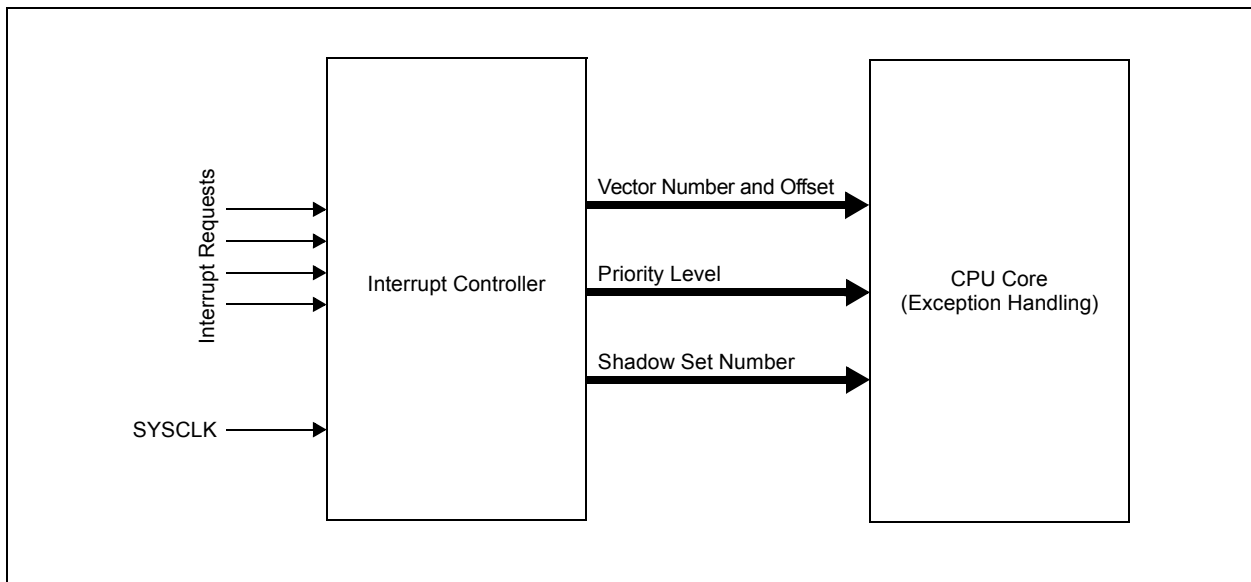 Interrupt Requests
SYSCLK
Interrupt Controller
Vector Number and Offset
Priority Level
Shadow Set Number
CPU Core
(Exception Handling)